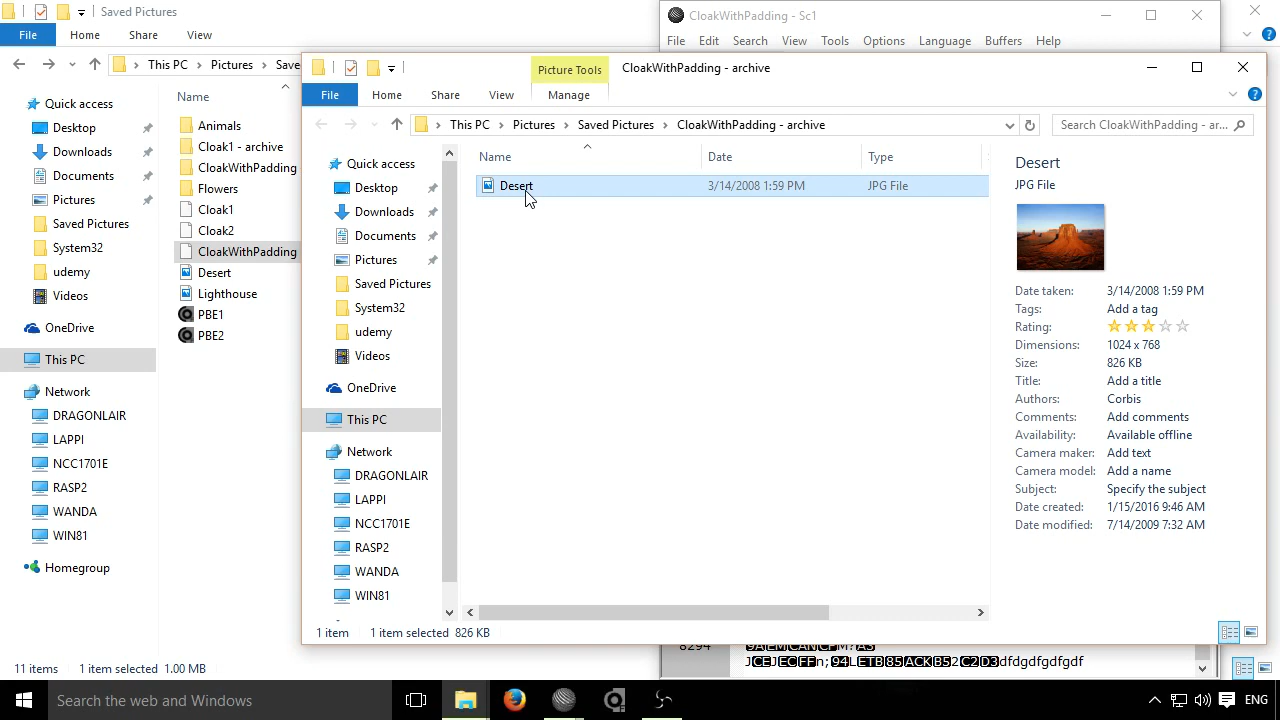 Saved Pictures
File Home Share View
This PC Pictures Save
Name
Quick access
Desktop
Downloads
Documents
Pictures
Saved Pictures
System32
udemy
Videos
OneDrive
This PC
Network
DRAGONLAIR
LAPPI
NCC1701E
RASP2
WANDA
WIN81
Homegroup
Animals
Cloak1 - archive
CloakWithPadding
Flowers
Cloak1
Cloak2
CloakWithPadding
Desert
Lighthouse
PBE1
PBE2
11 items 1 item selected 1.00 MB
CloakWithPadding - Sc1
File Edit Search View Tools Options Language Buffers Help
Picture Tools CloakWithPadding - archive
File Home Share View Manage
This PC Pictures Saved Pictures CloakWithPadding - archive Search CloakWithPadding - ar...
Quick access
Desktop
Downloads
Documents
Pictures
Saved Pictures
System32
udemy
Videos
OneDrive
This PC
Network
DRAGONLAIR
LAPPI
NCC1701E
RASP2
WANDA
WIN81
Name Date Type
Desert 3/14/2008 1:59 PM JPG File
Desert
JPG File
Date taken: 3/14/2008 1:59 PM
Tags: Add a tag
Rating:
Dimensions: 1024 x 768
Size: 826 KB
Title: Add a title
Authors: Corbis
Comments: Add comments
Availability: Available offline
Camera maker: Add text
Camera model: Add a name
Subject: Specify the subject
Date created: 1/15/2016 9:46 AM
Date modified: 7/14/2009 7:32 AM
1 item 1 item selected 826 KB
8294
dfdgdfgdfgdf
Search the web and Windows
ENG